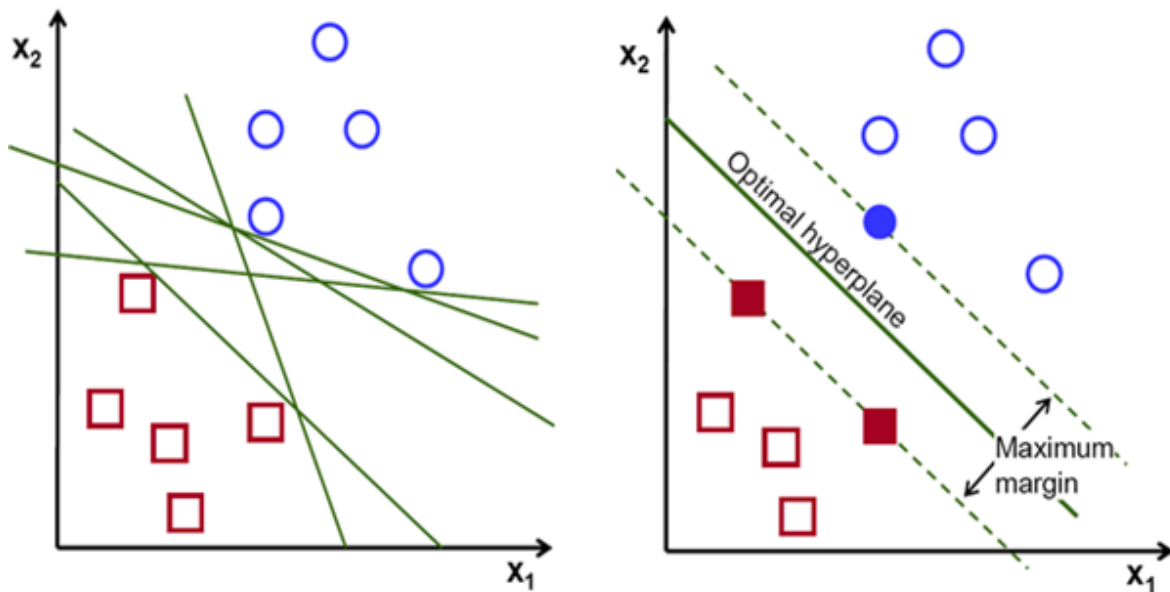 x₂
x₁
x₂
Optimal hyperplane
Maximum
margin
x₁